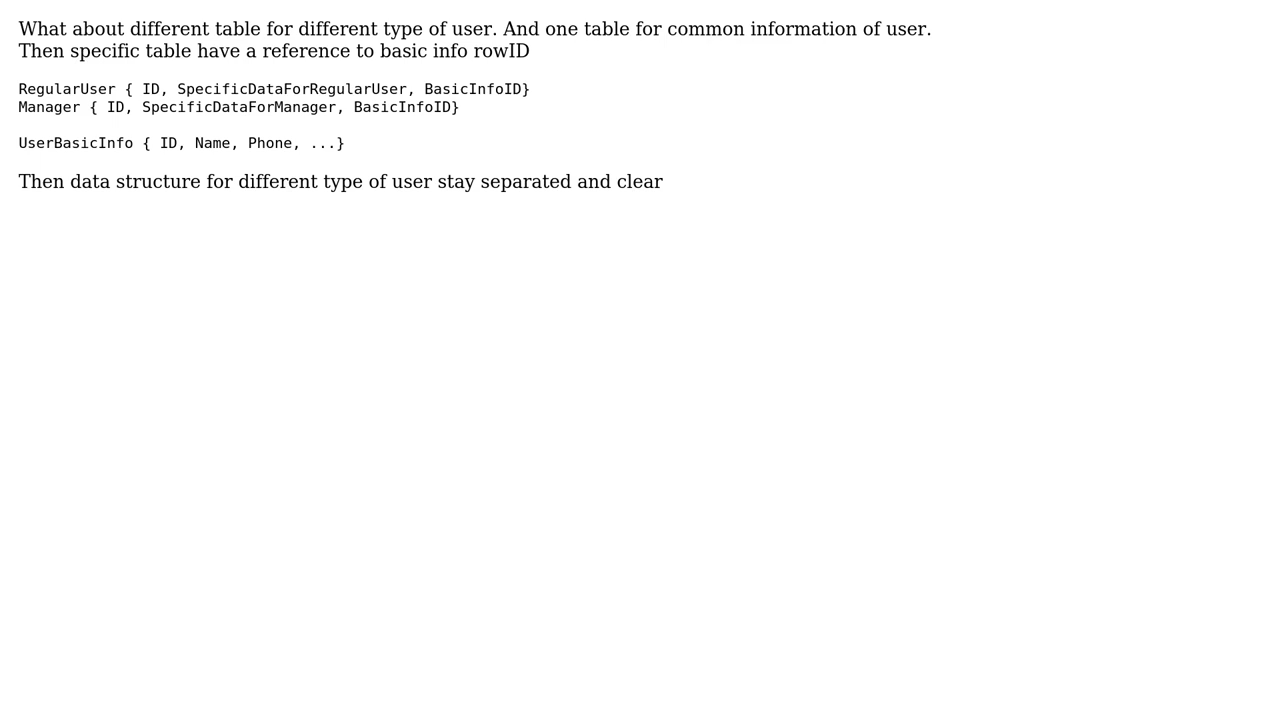 What about different table for different type of user. And one table for common information of user.
Then specific table have a reference to basic info rowID
RegularUser { ID, SpecificDataForRegularUser, BasicInfoID}
Manager { ID, SpecificDataForManager, BasicInfoID}
UserBasicInfo { ID, Name, Phone, ...}
Then data structure for different type of user stay separated and clear